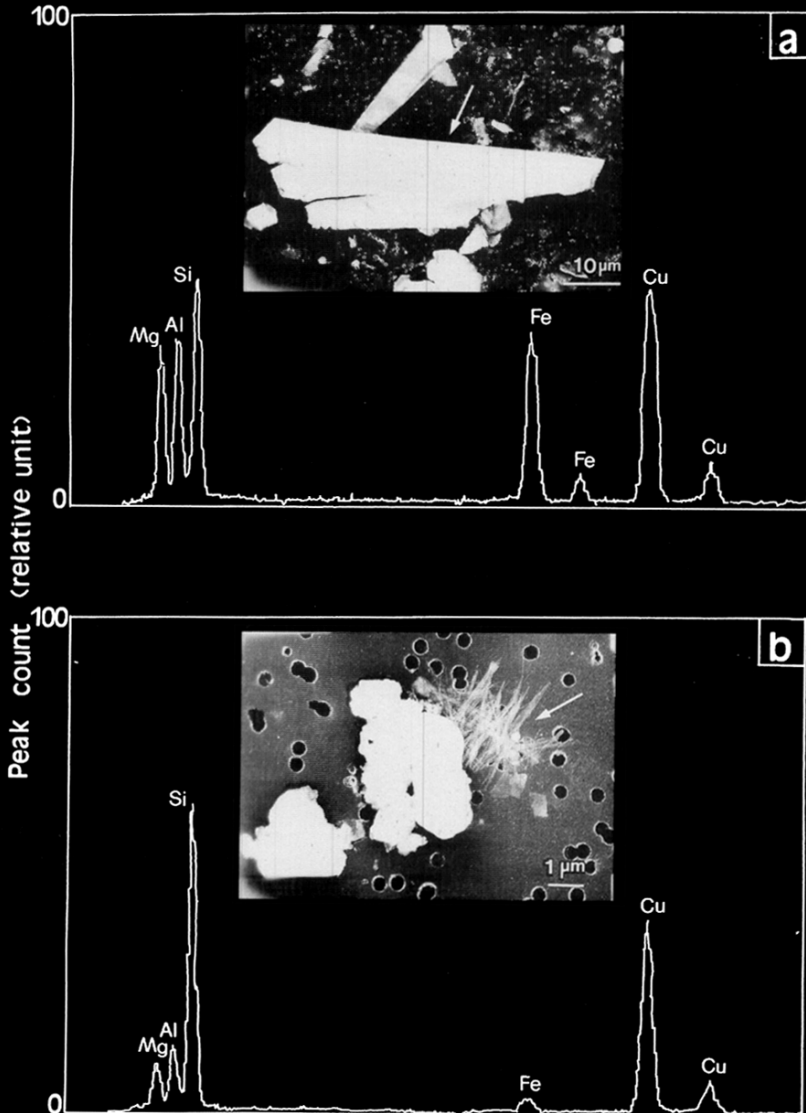 100
a
10 µm
Si
Al
Mg
Fe
Fe
Cu
Cu
0
Peak count (relative unit)
100
b
1 µm
Si
Al
Mg
Fe
Cu
Cu
0